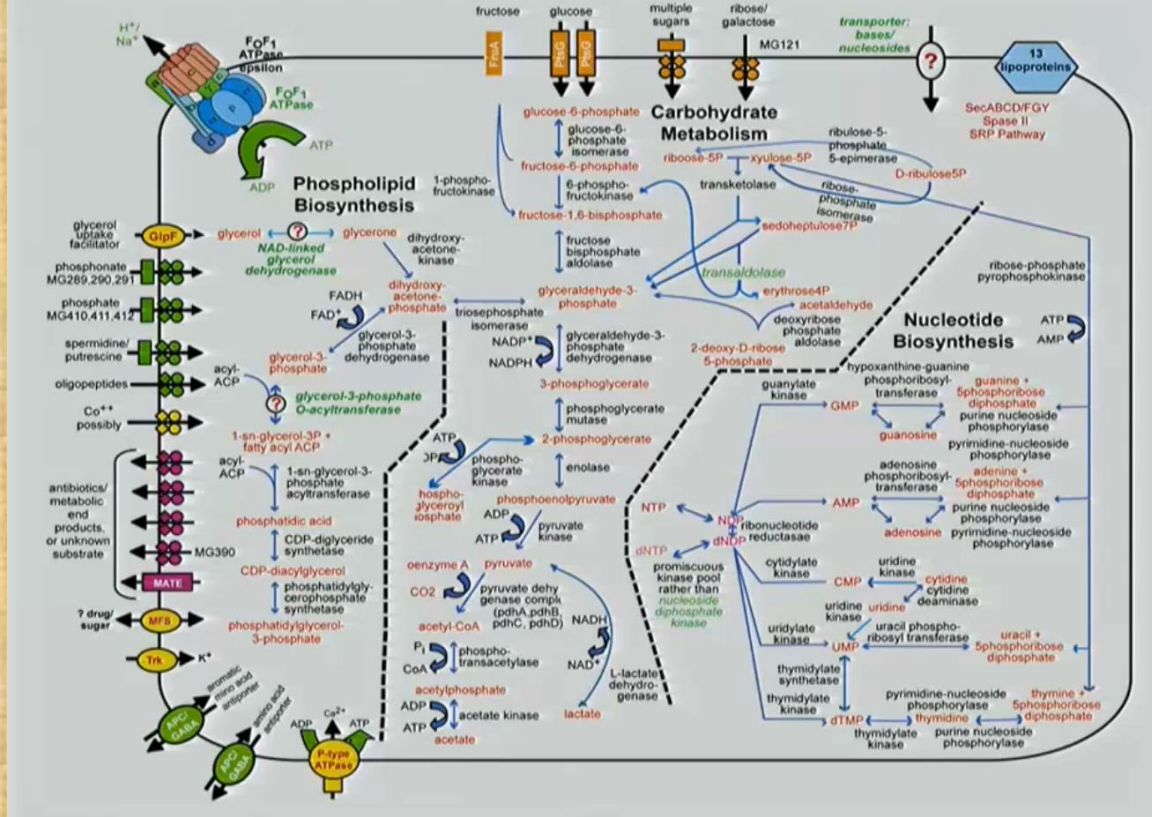 fructose
glucose
multiple
sugars
ribose/
galactose
transporter:
bases/
nucleosides
H+/
Na+
FoF1
ATPase
epsilon
FoF1
ATPase
ATP
ADP
FruA
PtsG
PtsG
MG121
?
13
lipoproteins
SecABCD/FGY
Spase II
SRP Pathway
Carbohydrate
Metabolism
glucose-6-phosphate
glucose-6-
phosphate
isomerase
fructose-6-phosphate
1-phospho-
fructokinase
6-phospho-
fructokinase
fructose-1,6-bisphosphate
fructose
bisphosphate
aldolase
riboose-5P
xyulose-5P
ribulose-5-
phosphate
5-epimerase
D-ribulose5P
transketolase
ribose-
phosphate
isomerase
sedoheptulose7P
transaldolase
erythrose4P
acetaldehyde
deoxyribose
phosphate
aldolase
2-deoxy-D-ribose
5-phosphate
Phospholipid
Biosynthesis
glycerol
uptake
facilitator
GlpF
glycerol
?
glycerone
NAD-linked
glycerol
dehydrogenase
dihydroxy-
acetone-
kinase
phosphonate
MG289,290,291
phosphate
MG410,411,412
spermidine/
putrescine
oligopeptides
Co++
possibly
antibiotics/
metabolic
end
products,
or unknown
substrate
MG390
MATE
? drug/
sugar
MFS
Trk
K+
aromatic
mino acid
antiporter
APC/
GABA
amino acid
antiporter
APC/
GABA
ADP
Ca2+
ATP
P-type
ATPase
FADH
FAD+
dihydroxy-
acetone-
phosphate
glycerol-3-
phosphate
dehydrogenase
glycerol-3-
phosphate
acyl-
ACP
?
glycerol-3-phosphate
O-acyltransferase
1-sn-glycerol-3P +
fatty acyl ACP
acyl-
ACP
1-sn-glycerol-3-
phosphate
acyltransferase
phosphatidic acid
CDP-diglyceride
synthetase
CDP-diacylglycerol
phosphatidylgly-
cerophosphate
synthetase
phosphatidylglycerol-
3-phosphate
triosephosphate
isomerase
glyceraldehyde-3-
phosphate
NADP+
NADPH
glyceraldehyde-3-
phosphate
dehydrogenase
3-phosphoglycerate
phosphoglycerate
mutase
2-phosphoglycerate
ATP
DP
phospho-
glycerate
kinase
hospho-
glyceroyl
iosphate
enolase
phosphoenolpyruvate
ADP
ATP
pyruvate
kinase
oenzyme A
pyruvate
CO2
pyruvate dehy
genase compl
(pdhA,pdhB,
pdhC, pdhD)
acetyl-CoA
NADH
NAD+
L-lactate
dehydro-
genase
Pi
CoA
phospho-
transacetylase
acetylphosphate
ADP
ATP
acetate kinase
acetate
lactate
Nucleotide
Biosynthesis
ribose-phosphate
pyrophosphokinase
ATP
AMP
guanylate
kinase
hypoxanthine-guanine
phosphoribosyl-
transferase
GMP
guanine +
5phosphoribose
diphosphate
guanosine
purine nucleoside
phosphorylase
pyrimidine-nucleoside
phosphorylase
adenosine
phosphoribosyl-
transferase
adenine +
5phosphoribose
diphosphate
AMP
adenosine
purine nucleoside
phosphorylase
pyrimidine-nucleoside
phosphorylase
NTP
NDP
dNDP
dNTP
ribonucleotide
reductasae
promiscuous
kinase pool
rather than
nucleoside
diphosphate
kinase
cytidylate
kinase
CMP
uridine
kinase
cytidine
cytidine
deaminase
uridine
kinase
uridine
uridylate
kinase
UMP
uracil phospho-
ribosyl transferase
uracil +
5phosphoribose
diphosphate
thymidylate
synthetase
thymidylate
kinase
dTMP
pyrimidine-nucleoside
phosphorylase
thymidine
thymidylate
kinase
purine nucleoside
phosphorylase
thymine +
5phosphoribose
diphosphate